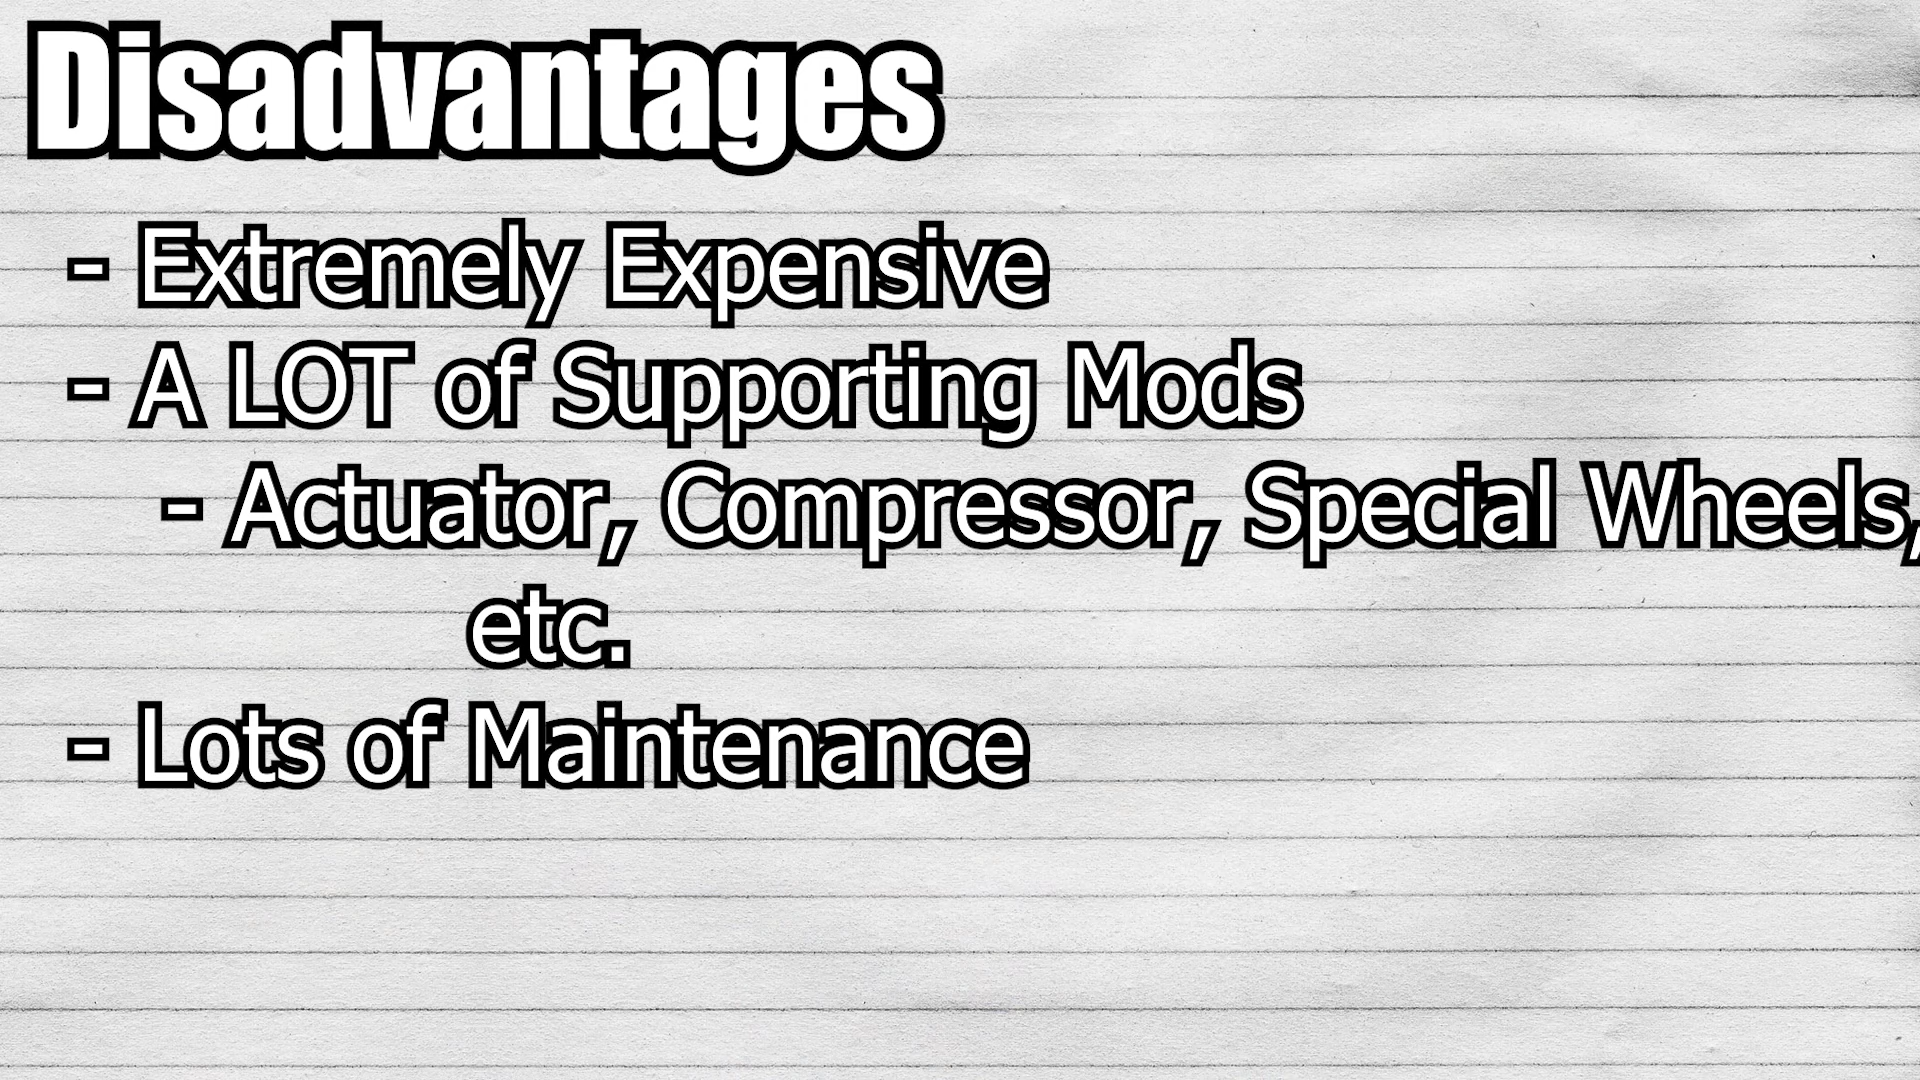 Disadvantages
- Extremely Expensive
- A LOT of Supporting Mods
- Actuator, Compressor, Special Wheels,
etc.
- Lots of Maintenance